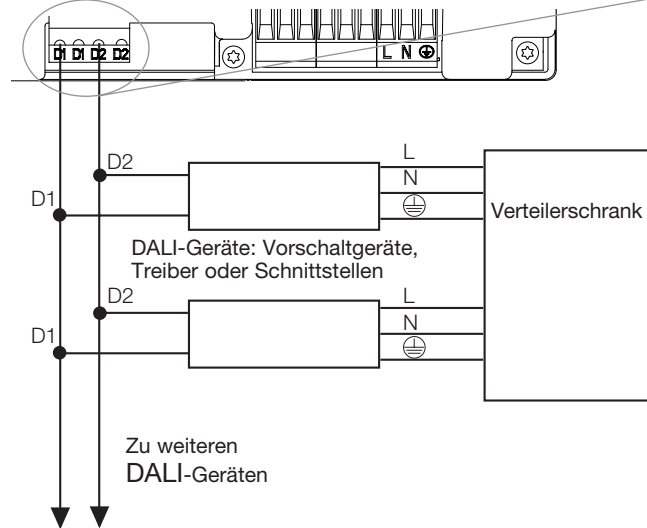 D1 D1 D2 D2
L N
D2
L
N
D1
Verteilerschrank
DALI-Geräte: Vorschaltgeräte,
Treiber oder Schnittstellen
D2
L
N
D1
Zu weiteren
DALI-Geräten